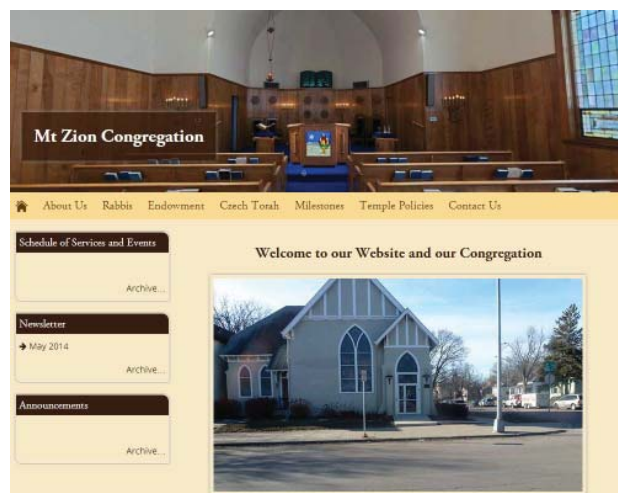 Mt Zion Congregation
About Us Rabbis Endowment Czech Torah Milestones Temple Policies Contact Us
Schedule of Services and Events
Archive...
Newsletter
May 2014
Archive...
Announcements
Archive...
Welcome to our Website and our Congregation